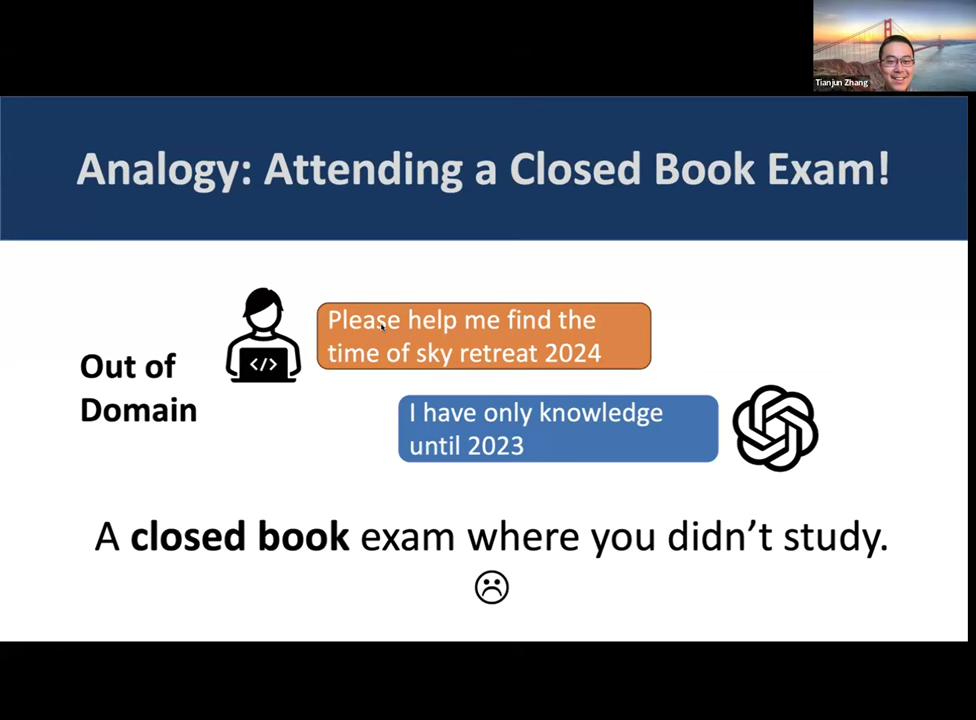 Tianjun Zhang
Analogy: Attending a Closed Book Exam!
Please help me find the
time of sky retreat 2024
</>
Out of
Domain
I have only knowledge
until 2023
A closed book exam where you didn’t study.